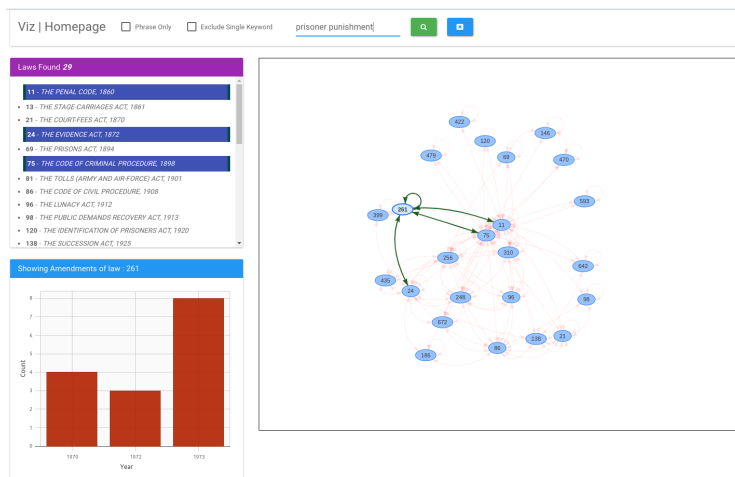 Viz | Homepage
Phrase Only
Exclude Single Keyword
prisoner punishment
Laws Found 29
11 - THE PENAL CODE, 1860
13 - THE STAGE-CARRIAGES ACT, 1861
21 - THE COURT-FEES ACT, 1870
24 - THE EVIDENCE ACT, 1872
69 - THE PRISONS ACT, 1894
75 - THE CODE OF CRIMINAL PROCEDURE, 1898
81 - THE TOLLS (ARMY AND AIR-FORCE) ACT, 1901
86 - THE CODE OF CIVIL PROCEDURE, 1908
96 - THE LUNACY ACT, 1912
98 - THE PUBLIC DEMANDS RECOVERY ACT, 1913
120 - THE IDENTIFICATION OF PRISONERS ACT, 1920
138 - THE SUCCESSION ACT, 1925
Showing Amendments of law : 261
8
7
6
5
4
3
2
1
0
Count
1970
1972
1973
Year
422
120
146
479
69
470
593
261
399
11
75
310
256
642
435
24
248
96
98
672
138
21
186
86